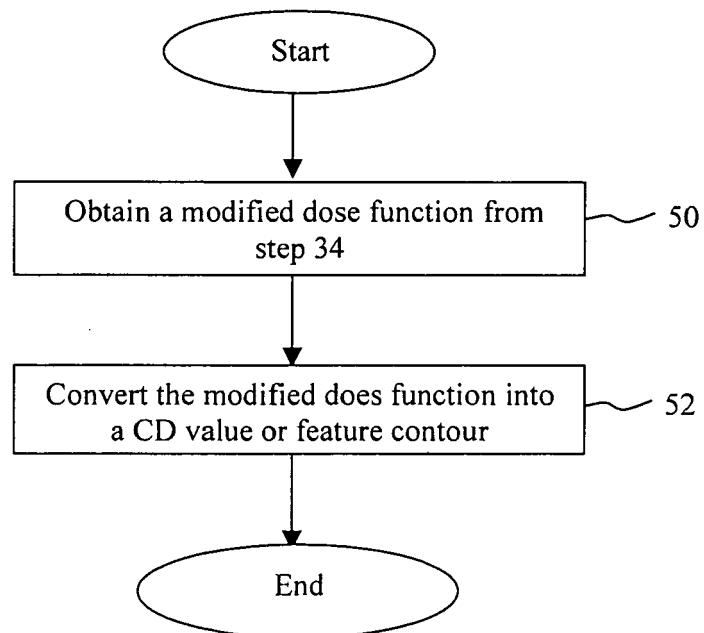 Start
Obtain a modified dose function from
step 34
50
Convert the modified does function into
a CD value or feature contour
52
End